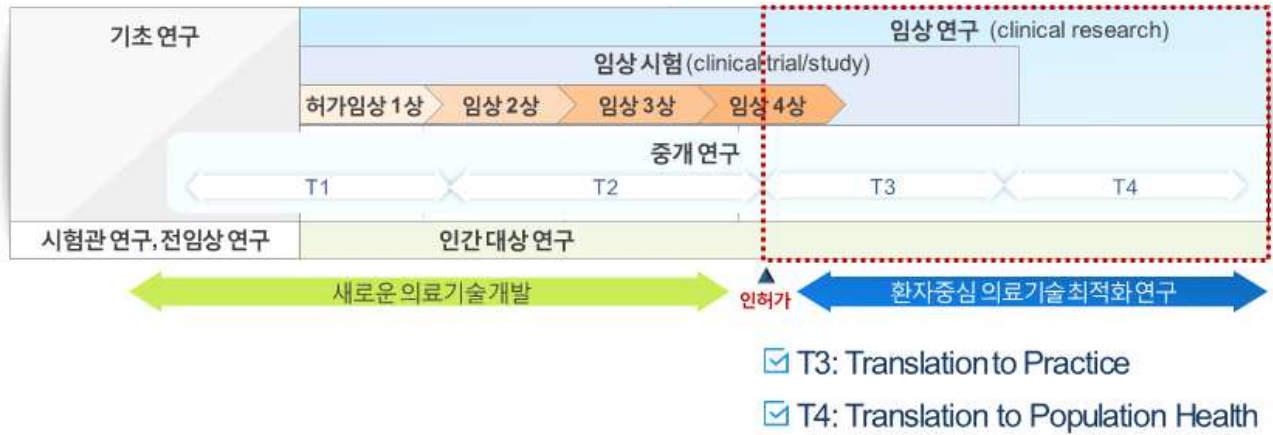 기초 연구
임상 연구 (clinical research)
임상 시험 (clinical trial/study)
허가임상 1상 임상 2상 임상 3상 임상 4상
중개 연구
T1 T2 T3 T4
시험관 연구, 전임상 연구 인간 대상 연구
새로운 의료기술 개발 인허가 환자중심 의료기술 최적화 연구
T3: Translation to Practice
T4: Translation to Population Health